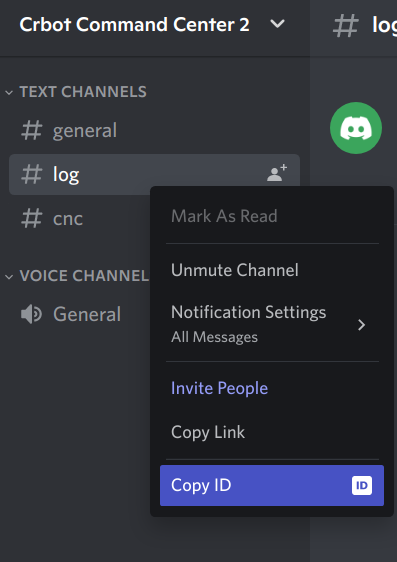 Crbot Command Center 2
# log
TEXT CHANNELS
# general
# log
# cnc
VOICE CHANNEL
General
Mark As Read
Unmute Channel
Notification Settings
All Messages
Invite People
Copy Link
Copy ID
ID